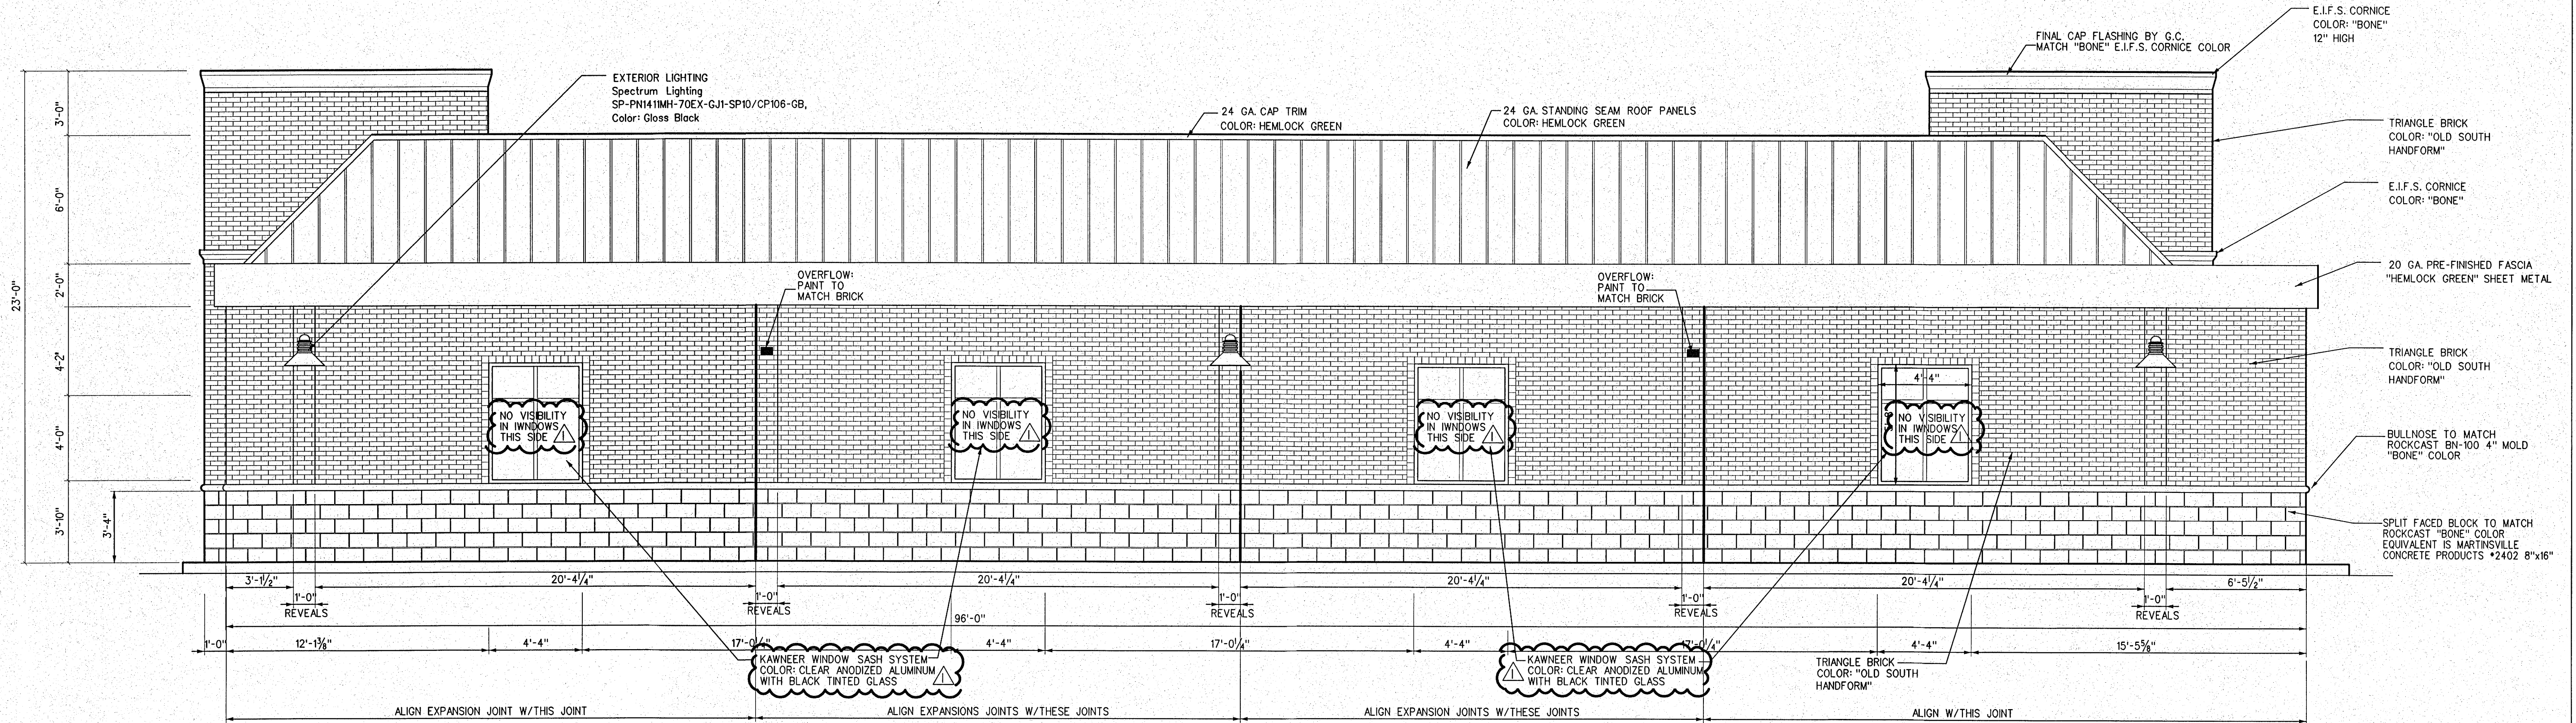 E.I.F.S. CORNICE
COLOR: "BONE"
12" HIGH
FINAL CAP FLASHING BY G.C.
MATCH "BONE" E.I.F.S. CORNICE COLOR
EXTERIOR LIGHTING
Spectrum Lighting
SP-PN1411MH-70EX-GJ1-SP10/CP106-GB,
Color: Gloss Black
24 GA. CAP TRIM
COLOR: HEMLOCK GREEN
24 GA. STANDING SEAM ROOF PANELS
COLOR: HEMLOCK GREEN
TRIANGLE BRICK
COLOR: "OLD SOUTH
HANDFORM"
E.I.F.S. CORNICE
COLOR: "BONE"
20 GA. PRE-FINISHED FASCIA
"HEMLOCK GREEN" SHEET METAL
23'-0"
3'-0"
6'-0"
2'-0"
4'-2"
4'-0"
3'-10"
3'-4"
OVERFLOW:
PAINT TO
MATCH BRICK
OVERFLOW:
PAINT TO
MATCH BRICK
TRIANGLE BRICK
COLOR: "OLD SOUTH
HANDFORM"
4'-4"
NO VISIBILITY
IN IWNDOWS
THIS SIDE 1
NO VISIBILITY
IN IWNDOWS
THIS SIDE 1
NO VISIBILITY
IN IWNDOWS
THIS SIDE 1
NO VISIBILITY
IN IWNDOWS
THIS SIDE 1
BULLNOSE TO MATCH
ROCKCAST BN-100 4" MOLD
"BONE" COLOR
SPLIT FACED BLOCK TO MATCH
ROCKCAST "BONE" COLOR
EQUIVALENT IS MARTINSVILLE
CONCRETE PRODUCTS *2402 8"x16"
3'-1 1/2" 20'-4 1/4" 20'-4 1/4" 20'-4 1/4" 20'-4 1/4" 6'-5 1/2"
1'-0" 1'-0" 1'-0" 1'-0" 1'-0"
REVEALS REVEALS REVEALS REVEALS REVEALS
96'-0"
1'-0" 12'-1 3/8" 4'-4" 17'-0 1/4" 4'-4" 17'-0 1/4" 4'-4" 17'-0 1/4" 4'-4" 15'-5 5/8"
KAWNEER WINDOW SASH SYSTEM
COLOR: CLEAR ANODIZED ALUMINUM
WITH BLACK TINTED GLASS 1
KAWNEER WINDOW SASH SYSTEM
1 COLOR: CLEAR ANODIZED ALUMINUM
WITH BLACK TINTED GLASS
TRIANGLE BRICK
COLOR: "OLD SOUTH
HANDFORM"
ALIGN EXPANSION JOINT W/THIS JOINT
ALIGN EXPANSIONS JOINTS W/THESE JOINTS
ALIGN EXPANSION JOINTS W/THESE JOINTS
ALIGN W/THIS JOINT